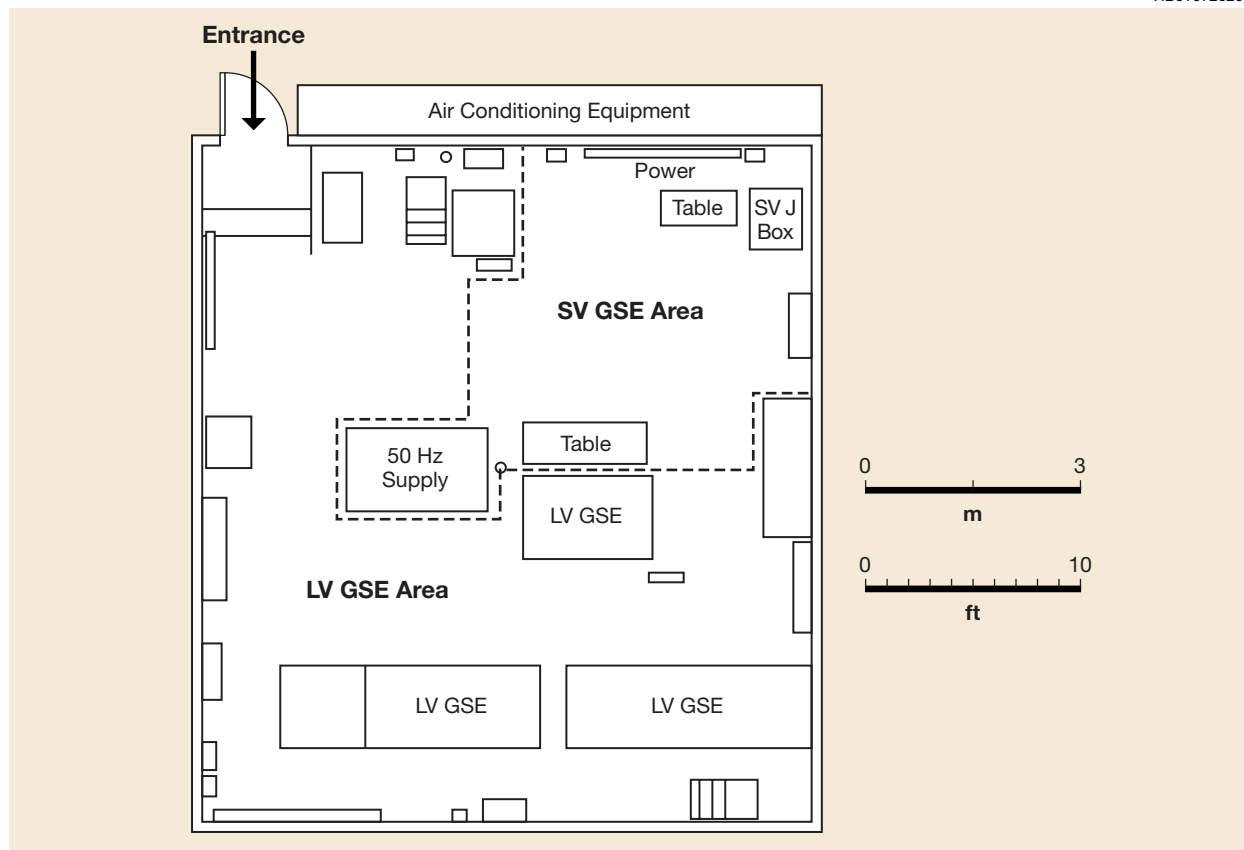 Entrance
Air Conditioning Equipment
Power
Table
SV J
Box
SV GSE Area
50 Hz
Supply
Table
LV GSE
LV GSE Area
LV GSE
LV GSE
0 3
m
0 10
ft